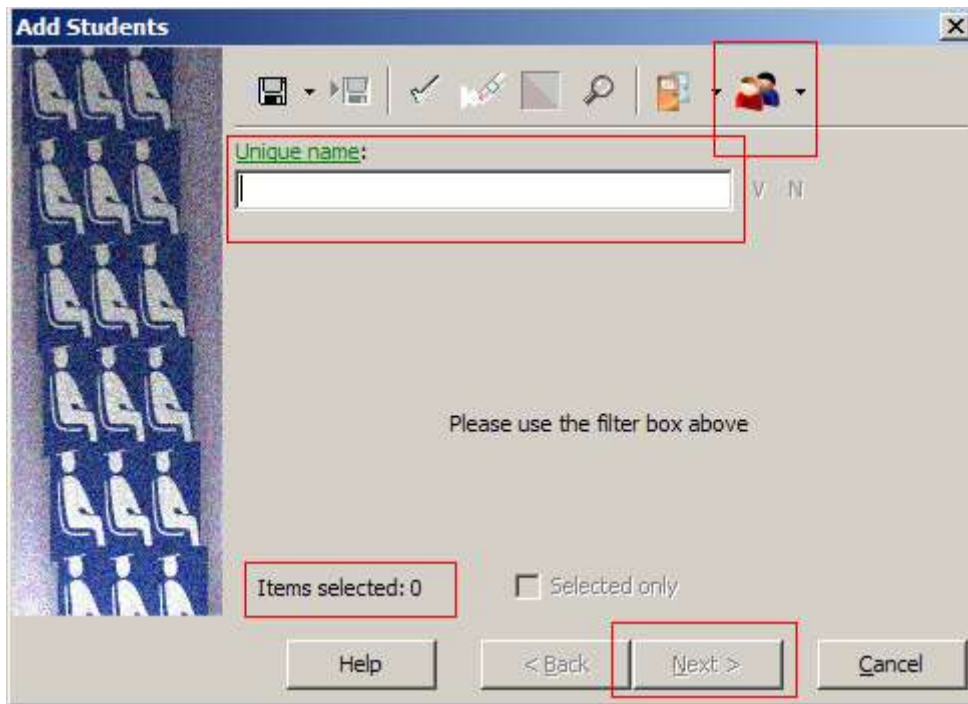 Add Students
Unique name:
V N
Please use the filter box above
Items selected: 0
Selected only
Help
< Back
Next >
Cancel